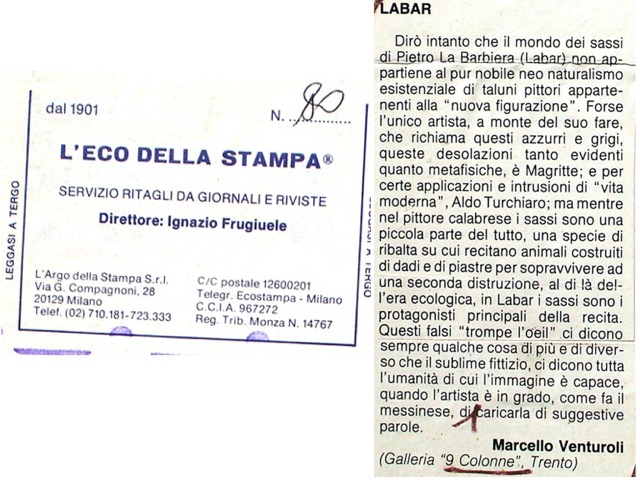 dal 1901
N. 80
L'ECO DELLA STAMPA®
SERVIZIO RITAGLI DA GIORNALI E RIVISTE
Direttore: Ignazio Frugiuele
LEGGASI A TERGO
LEGGASI A TERGO
L'Argo della Stampa S.r.l.
Via G. Compagnoni, 28
20129 Milano
Telef. (02) 710.181-723.333
C/C postale 12600201
Telegr. Ecostampa - Milano
C.C.I.A. 967272
Reg. Trib. Monza N. 14767
LABAR
Dirò intanto che il mondo dei sassi
di Pietro La Barbiera (Labar) non ap-
partiene al pur nobile neo naturalismo
esistenziale di taluni pittori apparte-
nenti alla "nuova figurazione". Forse
l'unico artista, a monte del suo fare,
che richiama questi azzurri e grigi,
queste desolazioni tanto evidenti
quanto metafisiche, è Magritte; e per
certe applicazioni e intrusioni di "vita
moderna", Aldo Turchiaro; ma mentre
nel pittore calabrese i sassi sono una
piccola parte del tutto, una specie di
ribalta su cui recitano animali costruiti
di dadi e di piastre per sopravvivere ad
una seconda distruzione, al di là del-
l'era ecologica, in Labar i sassi sono i
protagonisti principali della recita.
Questi falsi "trompe l'oeil" ci dicono
sempre qualche cosa di più e di diver-
so che il sublime fittizio, ci dicono tutta
l'umanità di cui l'immagine è capace,
quando l'artista è in grado, come fa il
messinese, di caricarla di suggestive
parole.
1
Marcello Venturoli
(Galleria "9 Colonne", Trento)